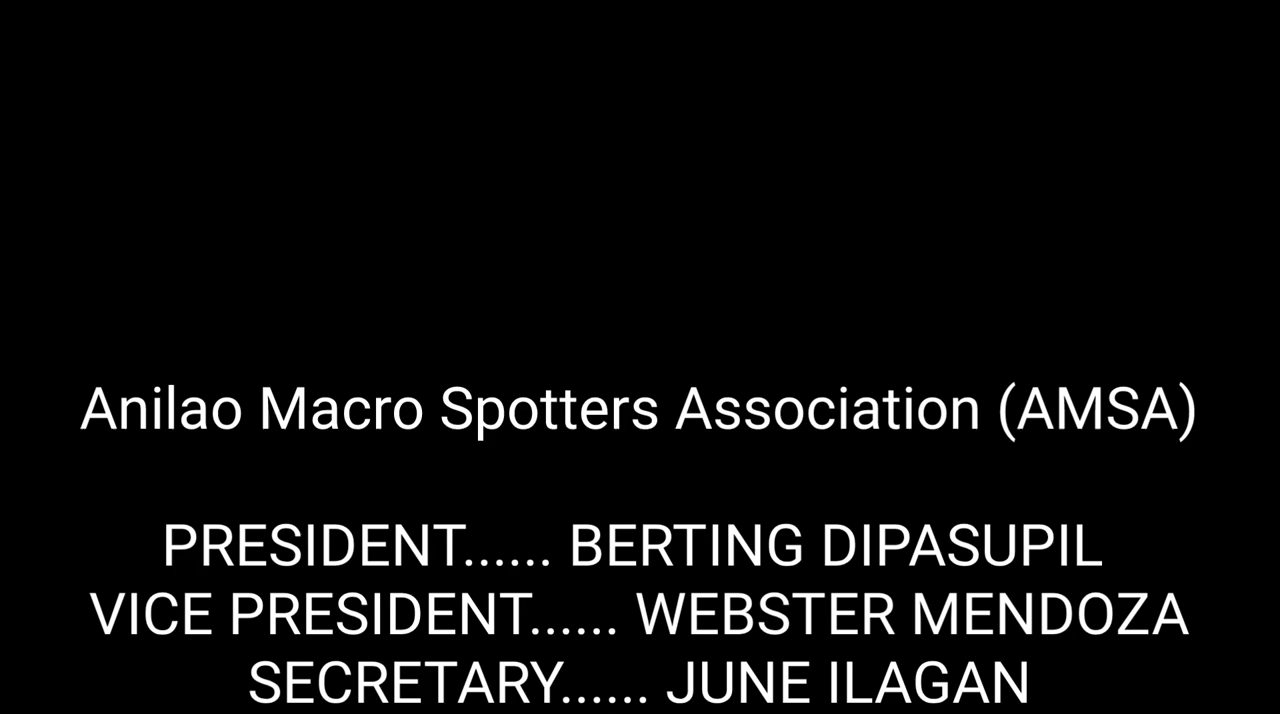 Anilao Macro Spotters Association (AMSA)
PRESIDENT...... BERTING DIPASUPIL
VICE PRESIDENT...... WEBSTER MENDOZA
SECRETARY...... JUNE ILAGAN